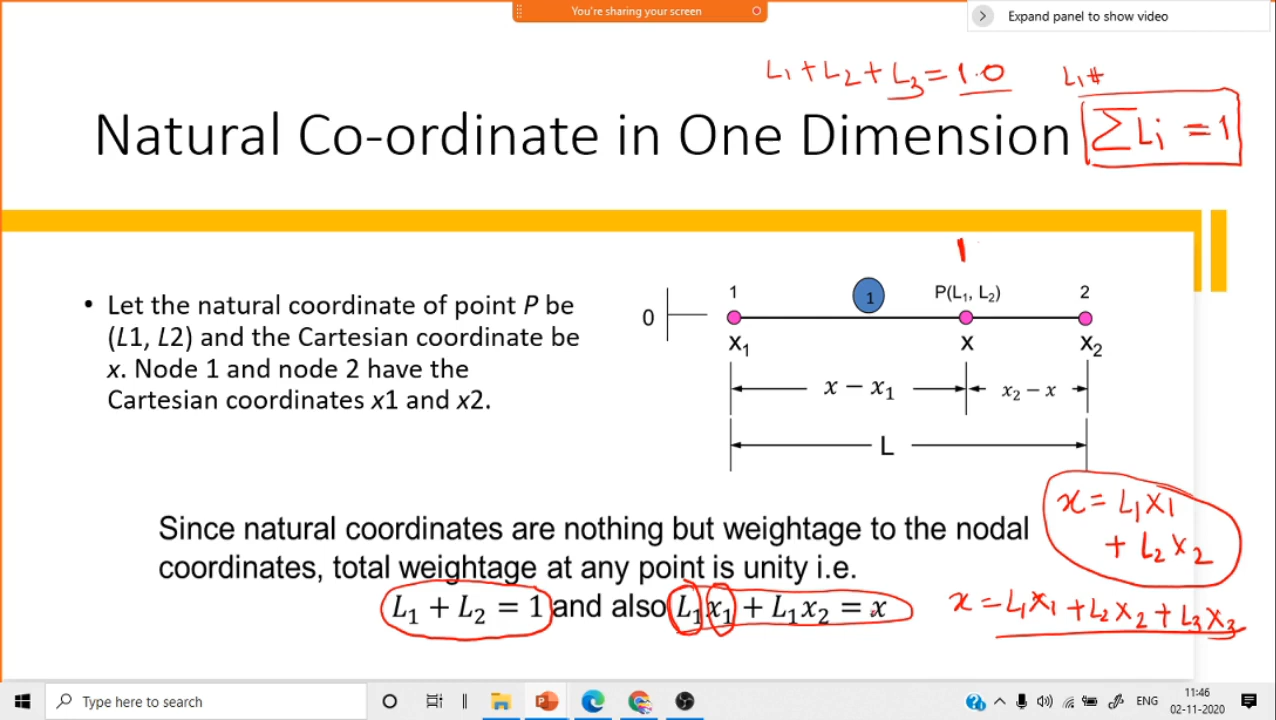 You're sharing your screen
Expand panel to show video
L₁ + L₂ + L₃ = 1.0
L₁ #
Natural Co-ordinate in One Dimension
∑Li = 1
• Let the natural coordinate of point P be
(L1, L2) and the Cartesian coordinate be
x. Node 1 and node 2 have the
Cartesian coordinates x1 and x2.
1
1
P(L₁, L₂)
2
0
x₁
x
x₂
x − x₁
x₂ − x
L
x = L₁x₁
+ L₂x₂
Since natural coordinates are nothing but weightage to the nodal
coordinates, total weightage at any point is unity i.e.
L₁ + L₂ = 1 and also L₁x₁ + L₁x₂ = x
x = L₁x₁ + L₂x₂ + L₃x₃
Type here to search
ENG
11:46
02-11-2020